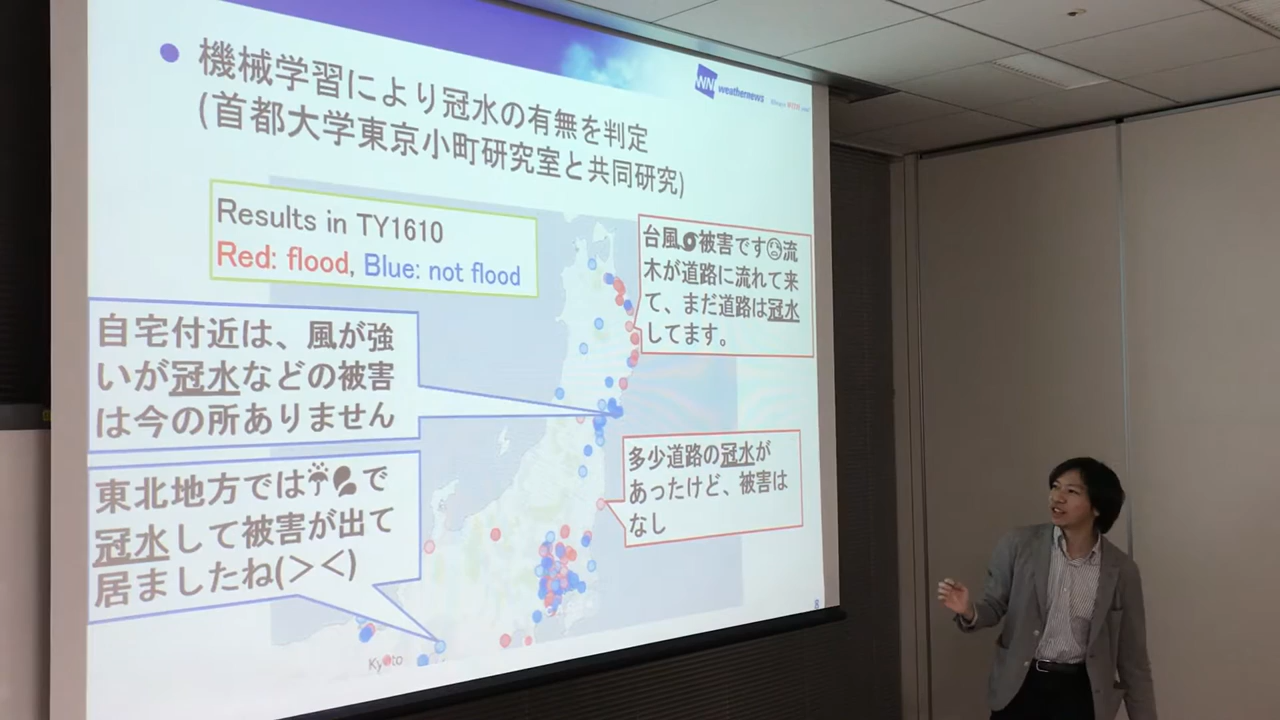 WN weathernews
機械学習により冠水の有無を判定
(首都大学東京小町研究室と共同研究)
Results in TY1610
Red: flood, Blue: not flood
自宅付近は、風が強
いが冠水などの被害
は今の所ありません
東北地方では☔💦で
冠水して被害が出て
居ましたね(＞＜)
台風🌀被害です😢流
木が道路に流れて来
て、まだ道路は冠水
してます。
多少道路の冠水が
あったけど、被害は
なし
Kyoto
8